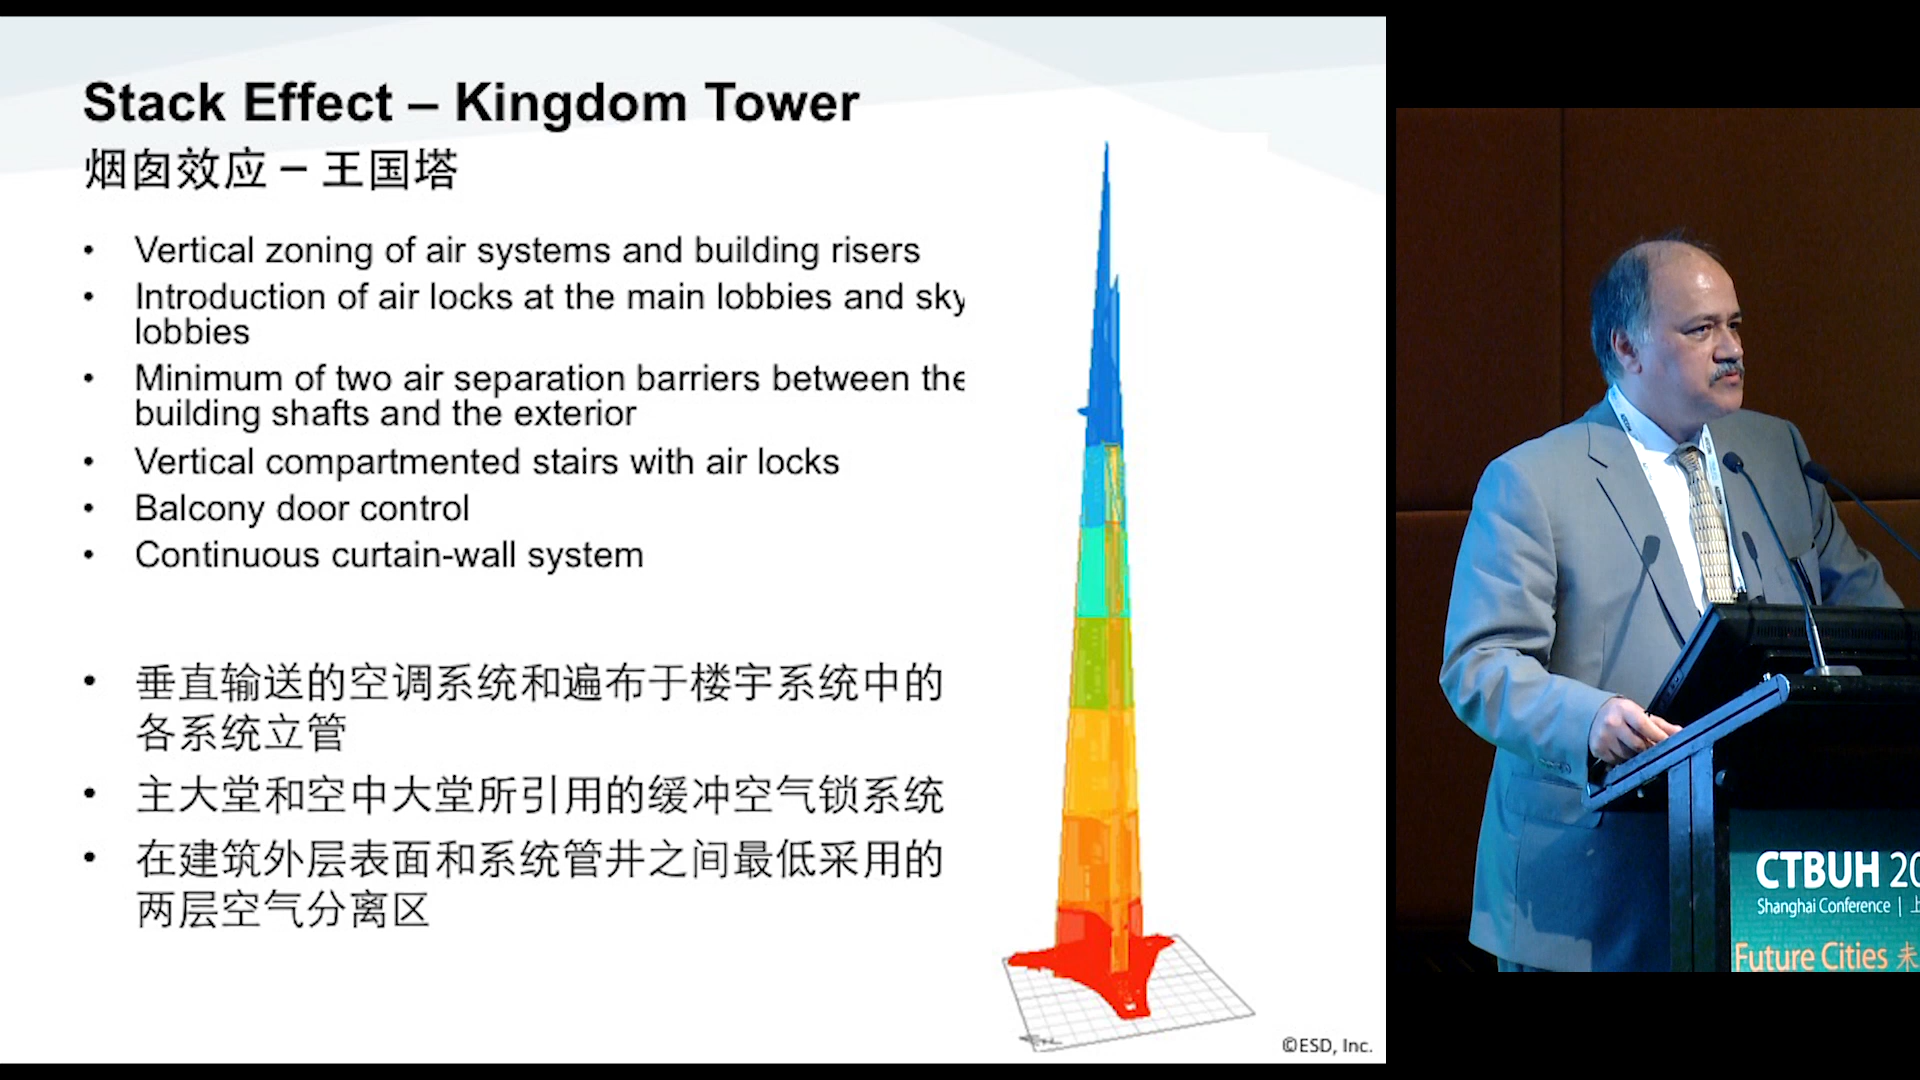 Stack Effect – Kingdom Tower
烟囱效应 – 王国塔
• Vertical zoning of air systems and building risers
• Introduction of air locks at the main lobbies and sky
lobbies
• Minimum of two air separation barriers between the
building shafts and the exterior
• Vertical compartmented stairs with air locks
• Balcony door control
• Continuous curtain-wall system
• 垂直输送的空调系统和遍布于楼宇系统中的
各系统立管
• 主大堂和空中大堂所引用的缓冲空气锁系统
• 在建筑外层表面和系统管井之间最低采用的
两层空气分离区
©ESD, Inc.
CTBUH 20
Shanghai Conference | 上
Future Cities 未